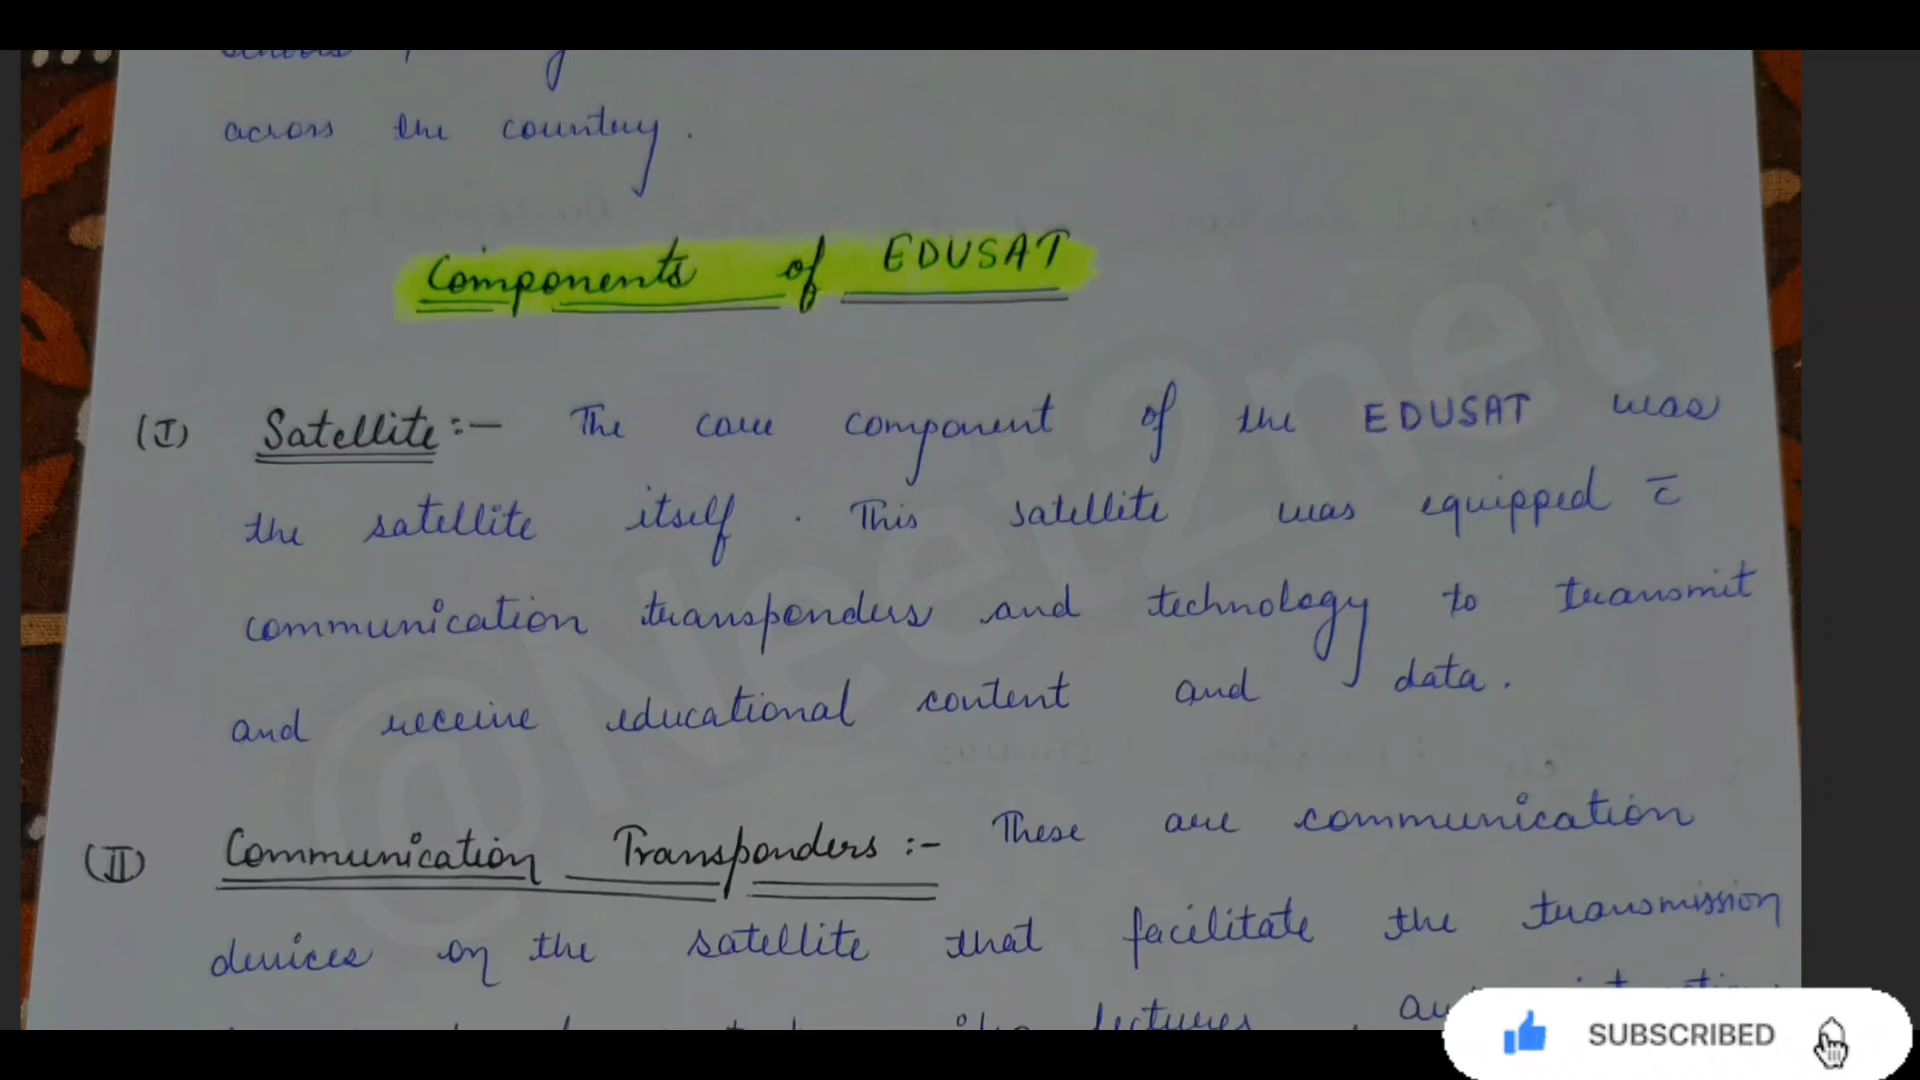 across the country.
Components of EDUSAT
(I) Satellite :- The core component of the EDUSAT was
the satellite itself. This satellite was equipped c̄
communication transponders and technology to transmit
and receive educational content and data.
(II) Communication Transponders :- These are communication
devices on the satellite that facilitate the transmission
lectures,
@Neet2net
SUBSCRIBED